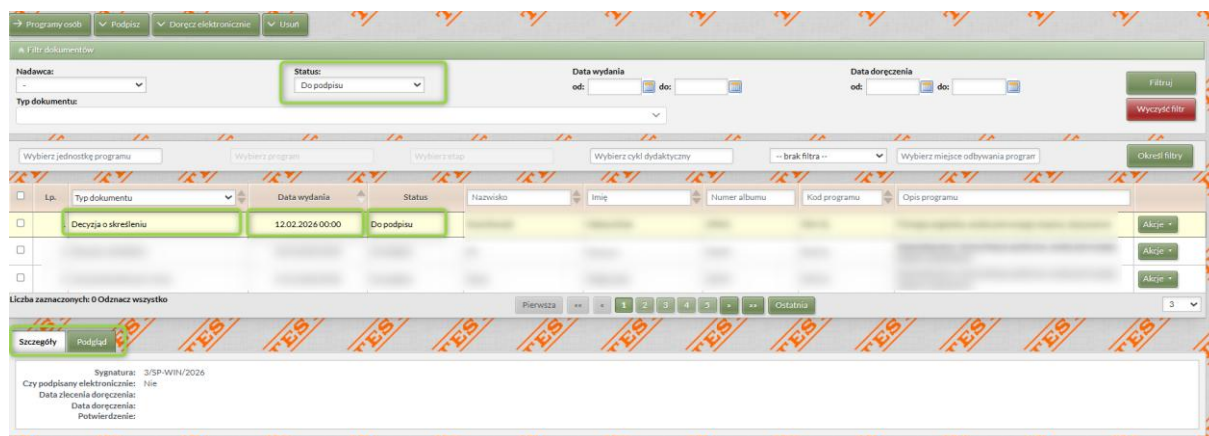 → Programy osób Podpisz Doręcz elektronicznie Usuń
Filtr dokumentów
Nadawca: Status: Data wydania Data doręczenia
- Do podpisu od: do: od: do: Filtruj
Typ dokumentu:
Wyczyść filtr
Wybierz jednostkę programu Wybierz program Wybierz etap Wybierz cykl dydaktyczny -- brak filtra -- Wybierz miejsce odbywania program Określ filtry
Lp. Typ dokumentu Data wydania Status Nazwisko Imię Numer albumu Kod programu Opis programu
Decyzja o skreśleniu 12.02.2026 00:00 Do podpisu Akcje
Akcje
Akcje
Liczba zaznaczonych: 0 Odznacz wszystko Pierwsza «« « 1 2 3 4 5 » »» Ostatnia 3
Szczegóły Podgląd
Sygnatura: 3/SP-WIN/2026
Czy podpisany elektronicznie: Nie
Data zlecenia doręczenia:
Data doręczenia:
Potwierdzenie: